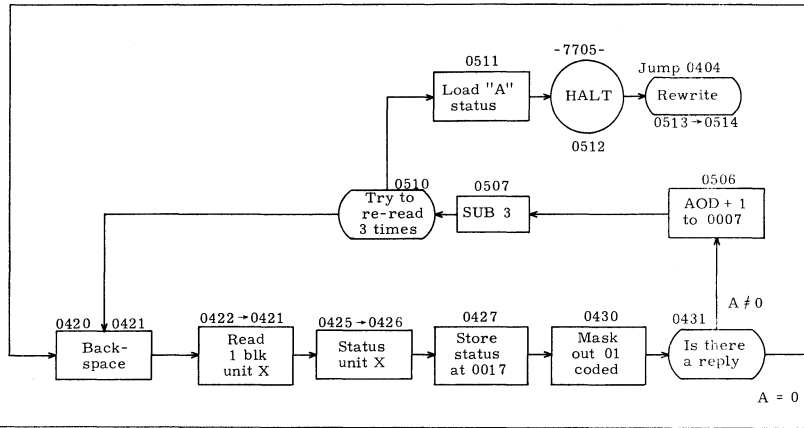 -7705-
0511
Jump 0404
Load "A"
status
HALT
Rewrite
0513→0514
0512
0506
0510
0507
Try to
re-read
3 times
SUB 3
AOD + 1
to 0007
A ≠ 0
0420 0421
0422→0421
0425→0426
0427
0430
0431
Back-
space
Read
1 blk
unit X
Status
unit X
Store
status
at 0017
Mask
out 01
coded
Is there
a reply
A = 0